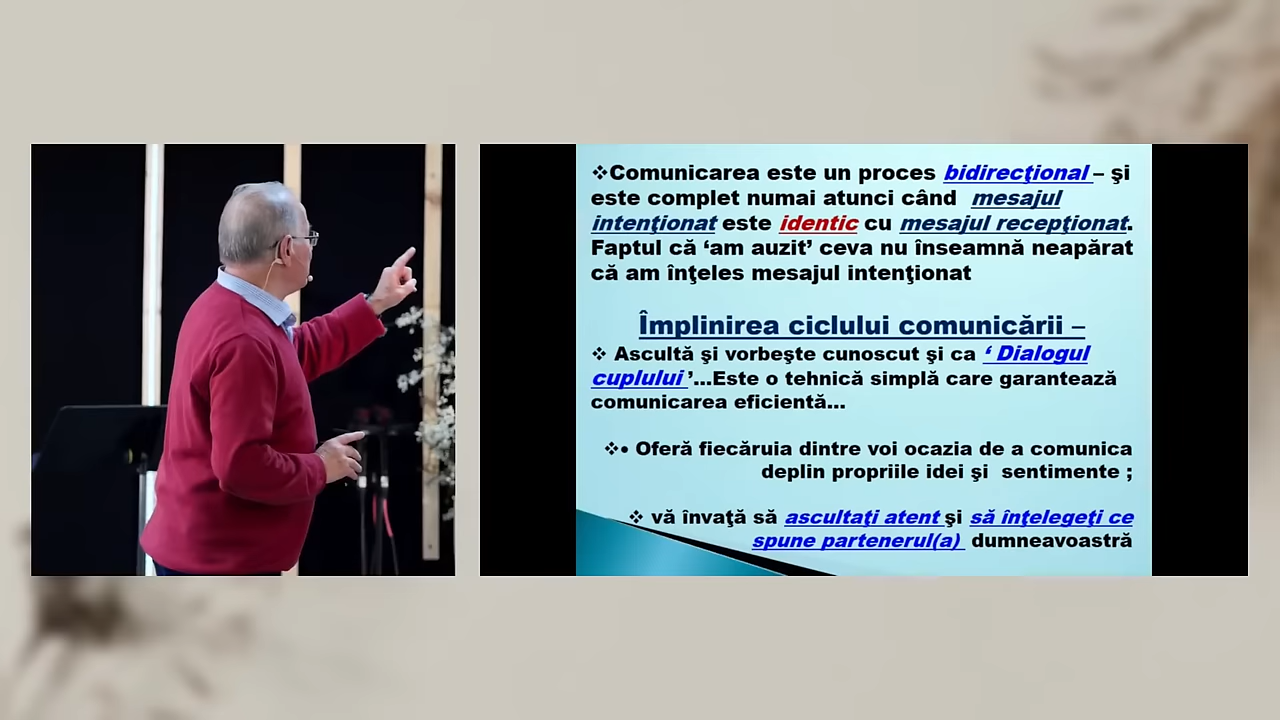 ❖Comunicarea este un proces bidirecţional – şi
este complet numai atunci când mesajul
intenţionat este identic cu mesajul recepţionat.
Faptul că ‘am auzit’ ceva nu înseamnă neapărat
că am înţeles mesajul intenţionat
Împlinirea ciclului comunicării –
❖ Ascultă şi vorbeşte cunoscut şi ca ‘ Dialogul
cuplului ’...Este o tehnică simplă care garantează
comunicarea eficientă...
❖• Oferă fiecăruia dintre voi ocazia de a comunica
deplin propriile idei şi sentimente ;
❖ vă învaţă să ascultaţi atent şi să înţelegeţi ce
spune partenerul(a) dumneavoastră